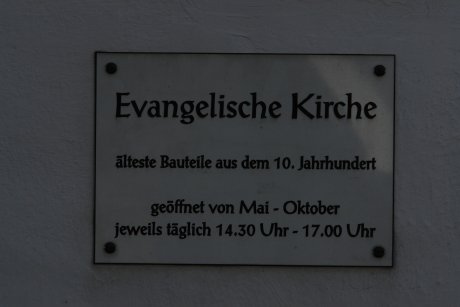 Evangelische Kirche
älteste Bauteile aus dem 10. Jahrhundert
geöffnet von Mai - Oktober
jeweils täglich 14.30 Uhr - 17.00 Uhr